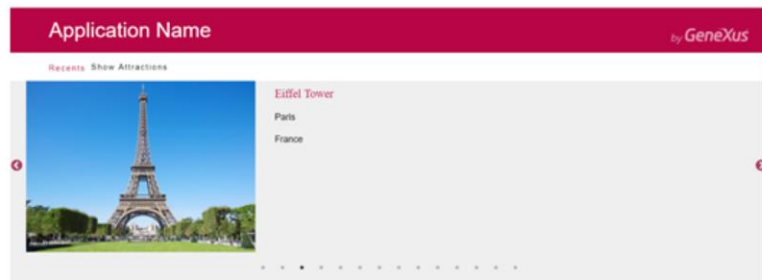 Application Name
by GeneXus
Recents Show Attractions
Eiffel Tower
Paris
France